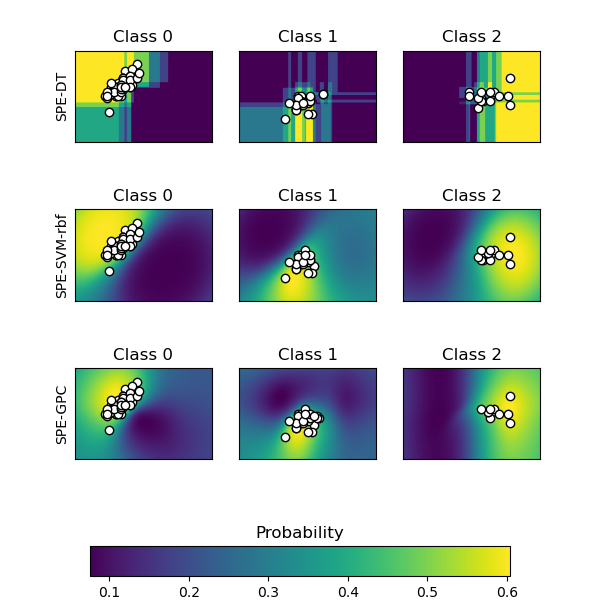 Class 0 Class 1 Class 2
SPE-DT
Class 0 Class 1 Class 2
SPE-SVM-rbf
Class 0 Class 1 Class 2
SPE-GPC
Probability
0.1 0.2 0.3 0.4 0.5 0.6